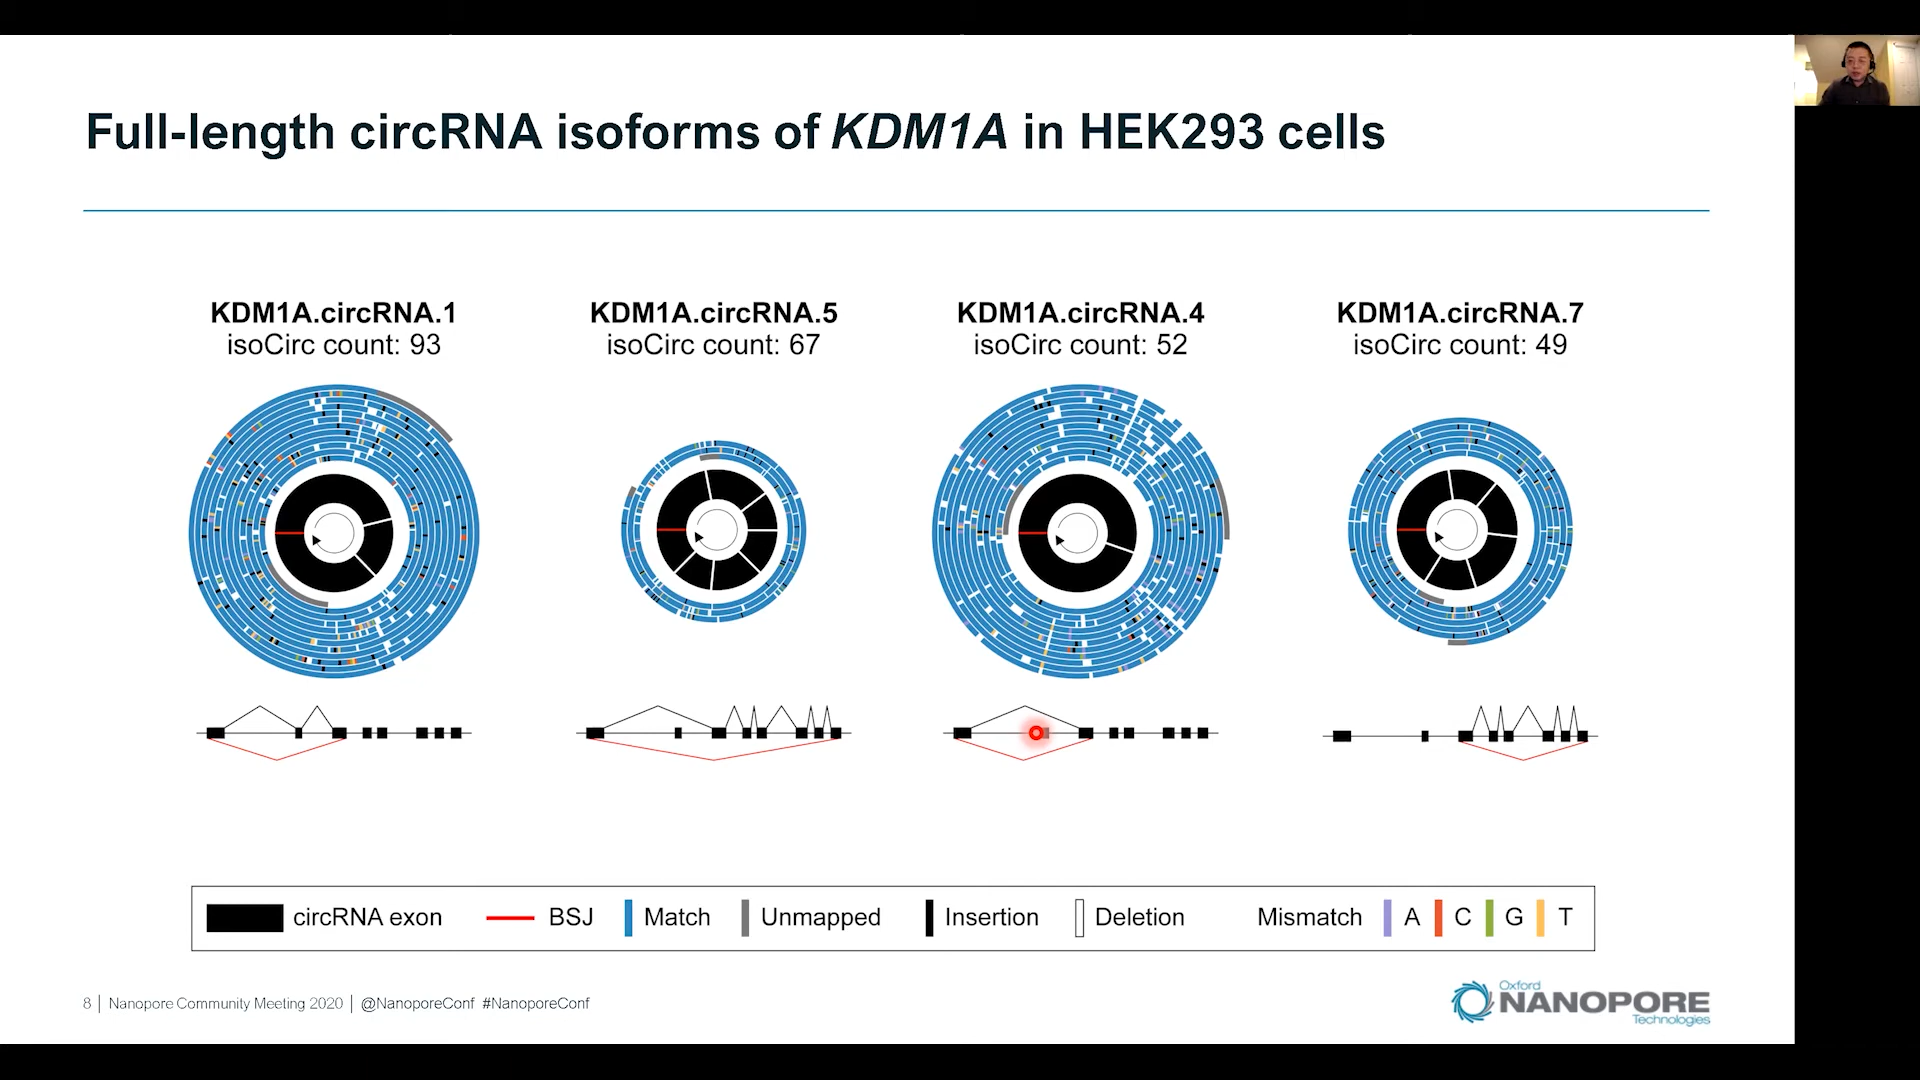 Full-length circRNA isoforms of KDM1A in HEK293 cells
KDM1A.circRNA.1
isoCirc count: 93
KDM1A.circRNA.5
isoCirc count: 67
KDM1A.circRNA.4
isoCirc count: 52
KDM1A.circRNA.7
isoCirc count: 49
circRNA exon BSJ Match Unmapped Insertion Deletion Mismatch A C G T
8 | Nanopore Community Meeting 2020 | @NanoporeConf #NanoporeConf
Oxford
NANOPORE
Technologies